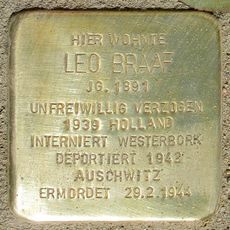 HIER WOHNTE
LEO BRAAF
JG. 1891
UNFREIWILLIG VERZOGEN
1939 HOLLAND
INTERNIERT WESTERBORK
DEPORTIERT 1942
AUSCHWITZ
ERMORDET 29.2.1944